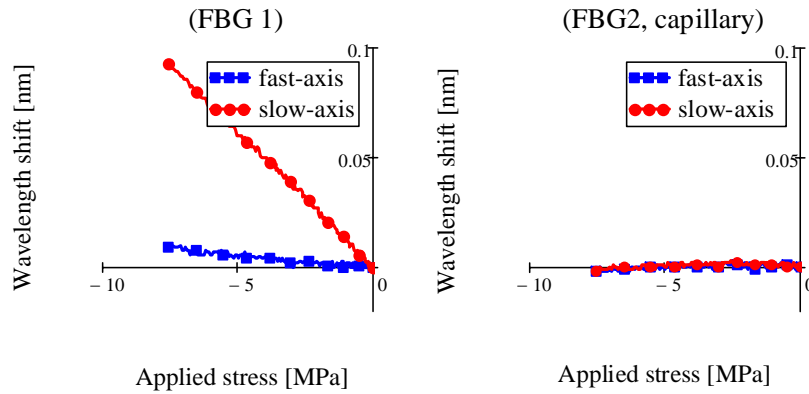 (FBG 1)
Wavelength shift [nm]
fast-axis
slow-axis
0.1
0.05
− 10
− 5
0
Applied stress [MPa]
(FBG2, capillary)
Wavelength shift [nm]
fast-axis
slow-axis
0.1
0.05
− 10
− 5
0
Applied stress [MPa]